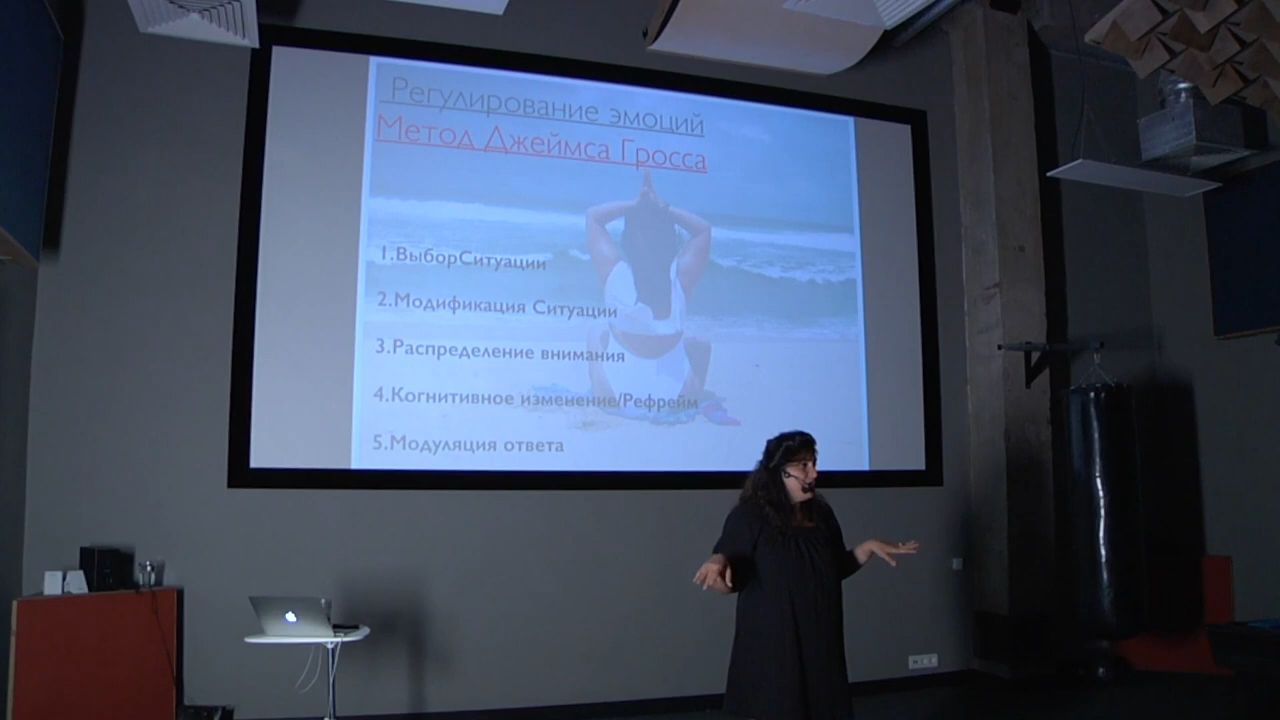 Регулирование эмоций
Метод Джеймса Гросса
1.ВыборСитуации
2.Модификация Ситуации
3.Распределение внимания
4.Когнитивное изменение/Рефрейм
5.Модуляция ответа